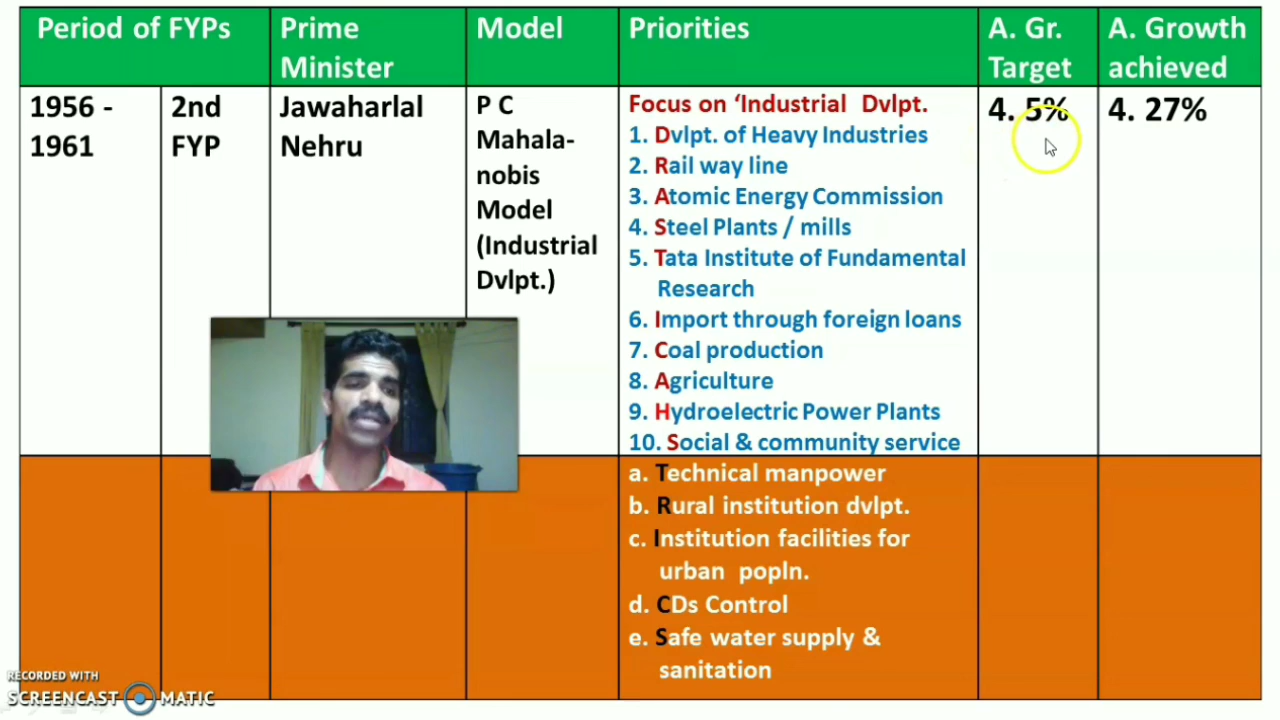 Period of FYPs
Prime
Minister
Model
Priorities
A. Gr.
Target
A. Growth
achieved
1956 -
1961
2nd
FYP
Jawaharlal
Nehru
P C
Mahala-
nobis
Model
(Industrial
Dvlpt.)
Focus on ‘Industrial Dvlpt.
1. Dvlpt. of Heavy Industries
2. Rail way line
3. Atomic Energy Commission
4. Steel Plants / mills
5. Tata Institute of Fundamental
Research
6. Import through foreign loans
7. Coal production
8. Agriculture
9. Hydroelectric Power Plants
10. Social & community service
4. 5%
4. 27%
a. Technical manpower
b. Rural institution dvlpt.
c. Institution facilities for
urban popln.
d. CDs Control
e. Safe water supply &
sanitation
RECORDED WITH
SCREENCAST MATIC